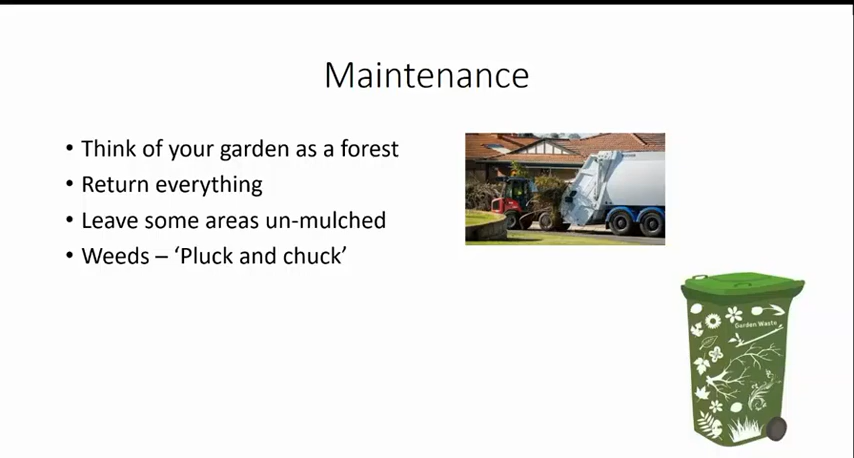 Maintenance
• Think of your garden as a forest
• Return everything
• Leave some areas un-mulched
• Weeds – ‘Pluck and chuck’
Garden Waste